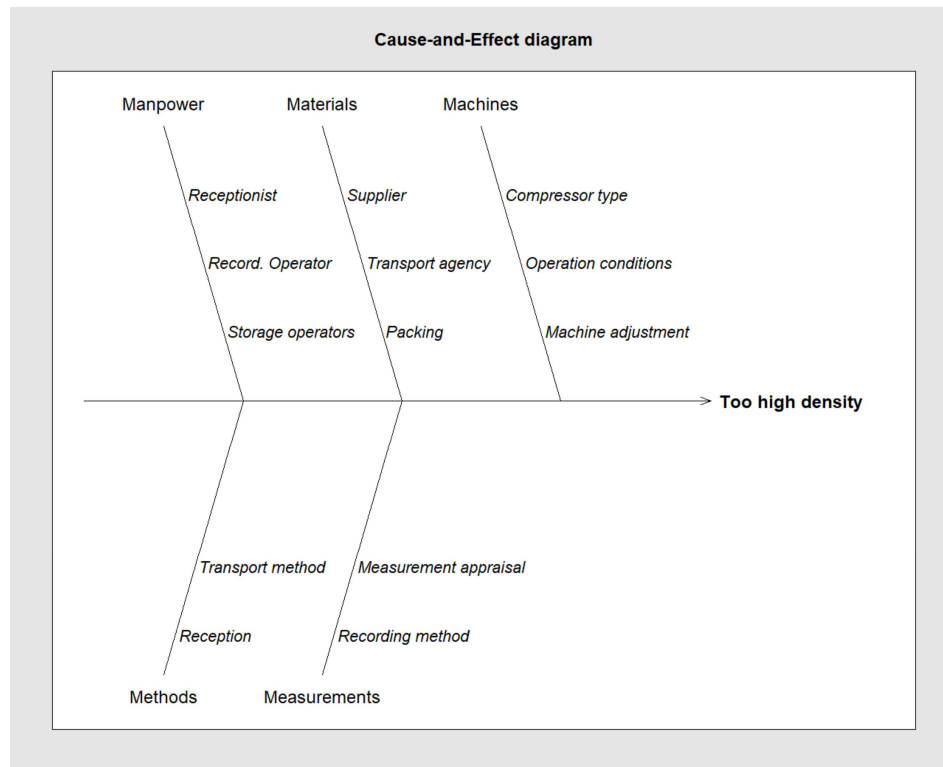 Cause-and-Effect diagram
Manpower
Materials
Machines
Receptionist
Supplier
Compressor type
Record. Operator
Transport agency
Operation conditions
Storage operators
Packing
Machine adjustment
Too high density
Transport method
Measurement appraisal
Reception
Recording method
Methods
Measurements